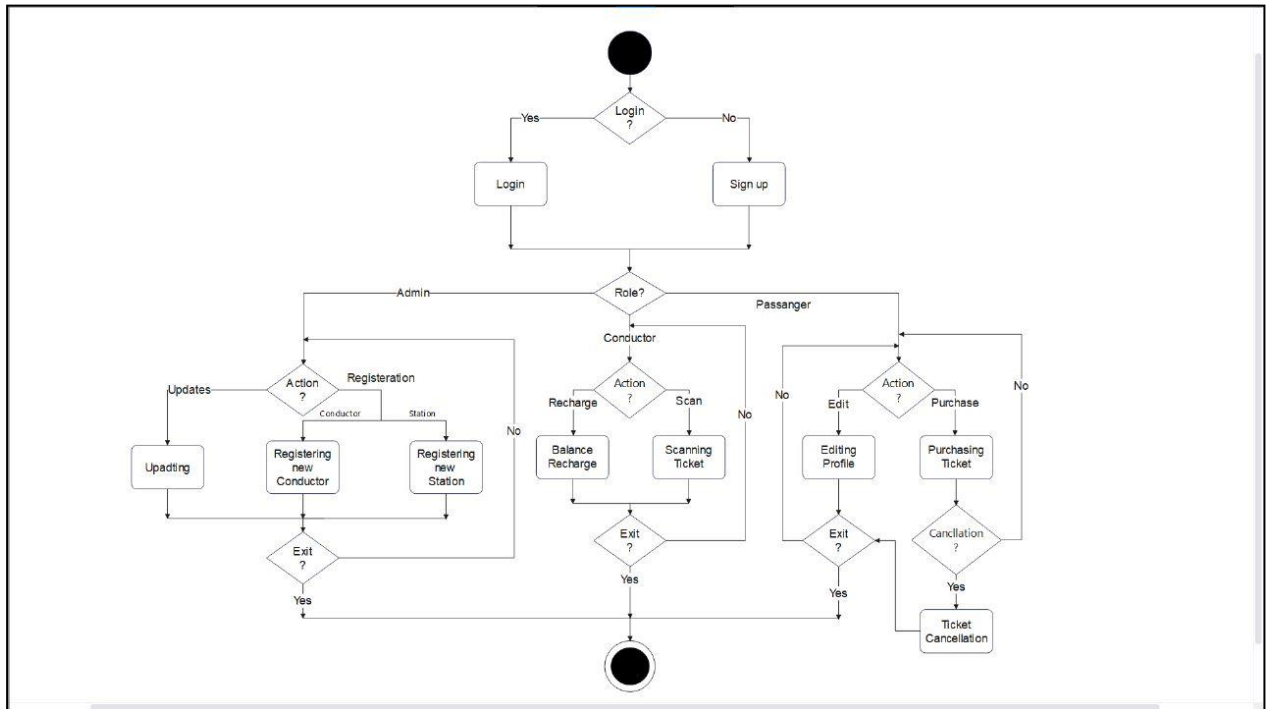 Login
?
Yes
No
Login
Sign up
Role?
Admin
Passanger
Conductor
Action
?
Updates
Registeration
Conductor
Station
Upadting
Registering
new
Conductor
Registering
new
Station
No
Exit
?
Yes
Action
?
Recharge
Scan
Balance
Recharge
Scanning
Ticket
No
Exit
?
Yes
Action
?
Edit
Purchase
No
No
Editing
Profile
Purchasing
Ticket
Exit
?
Cancllation
?
Yes
Yes
Ticket
Cancellation